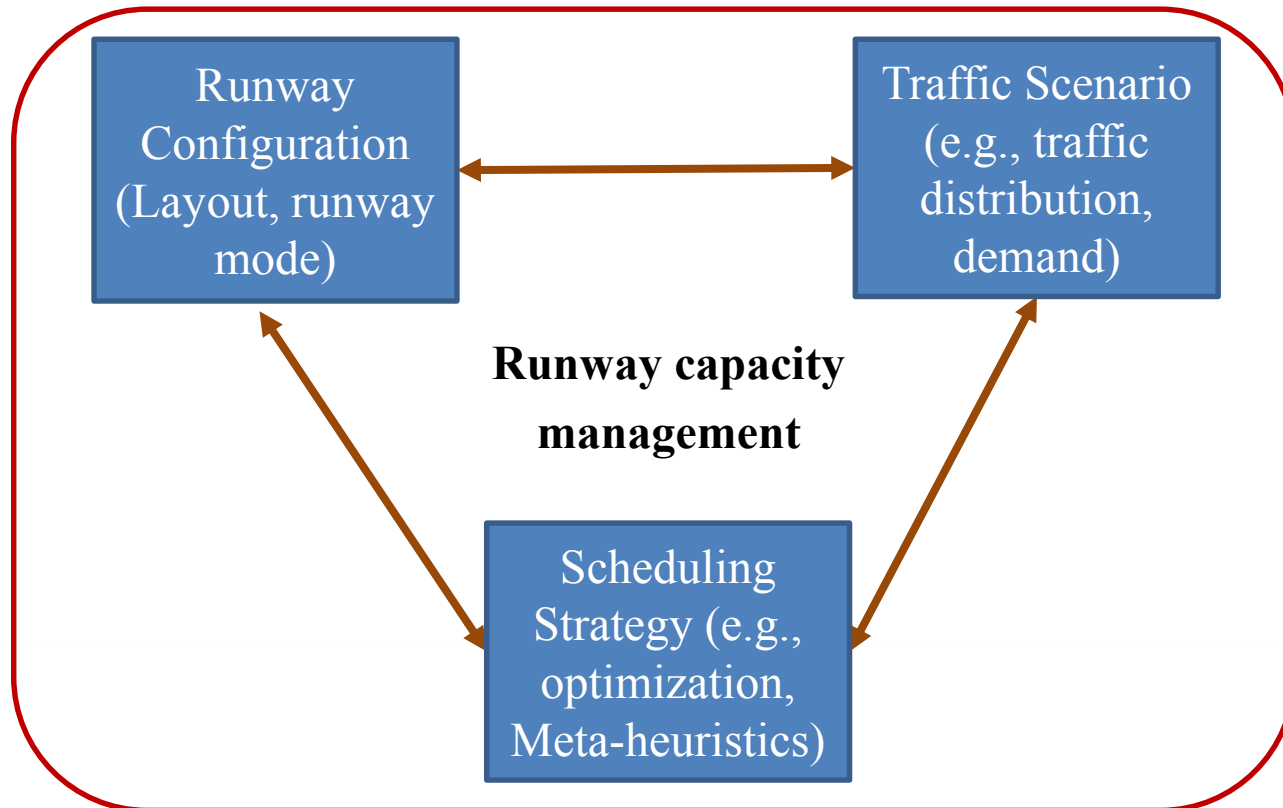 Runway
Configuration
(Layout, runway
mode)
Traffic Scenario
(e.g., traffic
distribution,
demand)
Runway capacity
management
Scheduling
Strategy (e.g.,
optimization,
Meta-heuristics)